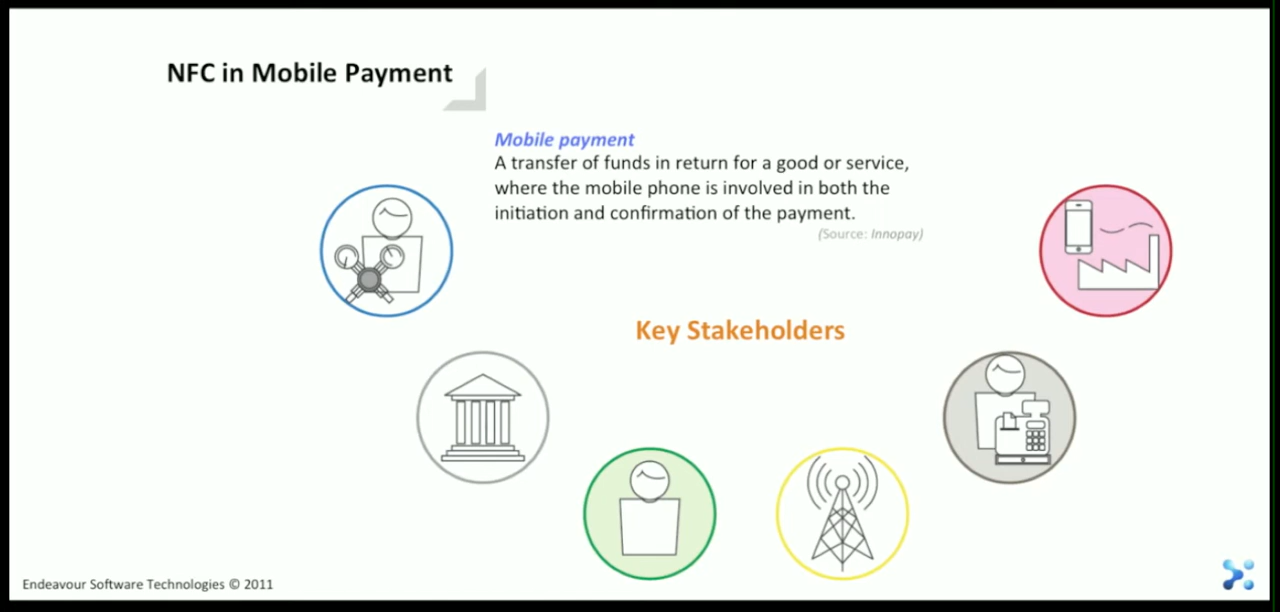 NFC in Mobile Payment
Mobile payment
A transfer of funds in return for a good or service,
where the mobile phone is involved in both the
initiation and confirmation of the payment.
(Source: Innopay)
Key Stakeholders
Endeavour Software Technologies © 2011